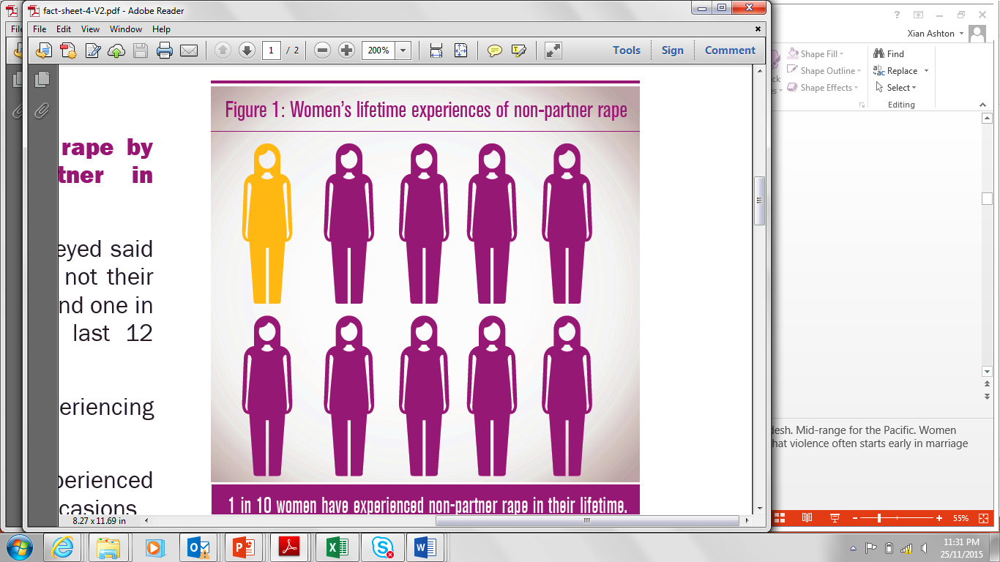 fact-sheet-4-V2.pdf - Adobe Reader
File Edit View Window Help
1 / 2
200%
Tools Sign Comment
Xian Ashton
Shape Fill
Shape Outline
Shape Effects
Find
Replace
Select
Editing
rape by
tner in
eyed said
not their
nd one in
last 12
eriencing
perienced
casions
Figure 1: Women's lifetime experiences of non-partner rape
1 in 10 women have experienced non-partner rape in their lifetime.
8.27 x 11.69 in
desh. Mid-range for the Pacific. Women
hat violence often starts early in marriage
55%
11:31 PM
25/11/2015